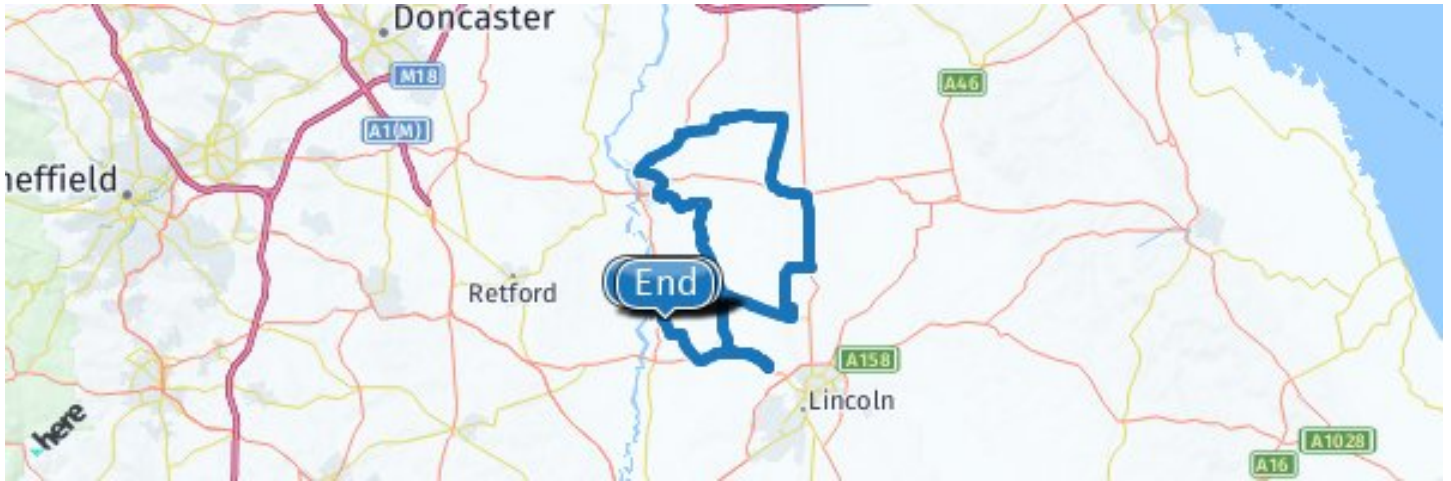 Doncaster
M18
A46
A1(M)
heffield
Retford
End
A158
Lincoln
here
A1028
A16